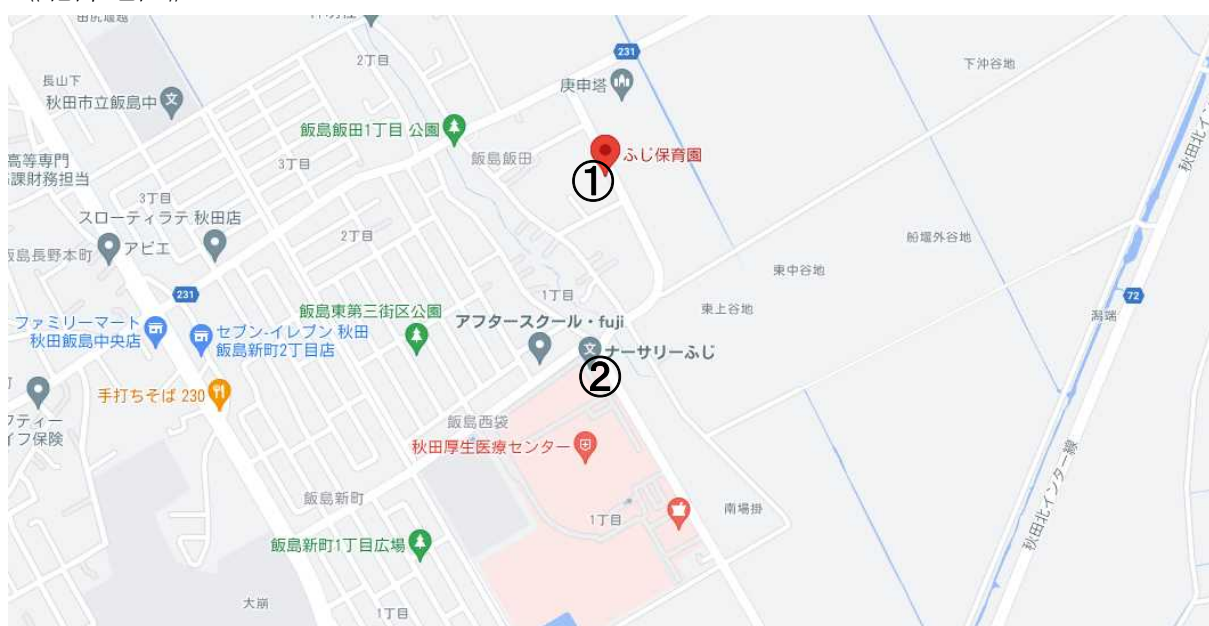 231
2丁目
下沖谷地
長山下
秋田市立飯島中
庚申塔
飯島飯田1丁目 公園
飯島飯田
ふじ保育園
①
高等専門
課財務担当
3丁目
3丁目
スローティラテ 秋田店
2丁目
船堰外谷地
飯島長野本町
アビエ
東中谷地
1丁目
231
飯島東第三街区公園
アフタースクール・fuji
東上谷地
72
潟端
ファミリーマート
秋田飯島中央店
セブン-イレブン 秋田
飯島新町2丁目店
ナーサリーふじ
②
手打ちそば 230
フティー
イフ保険
飯島西袋
秋田厚生医療センター
飯島新町
1丁目
南場掛
秋田北インター線
飯島新町1丁目広場
大崩
1丁目
秋田北イン